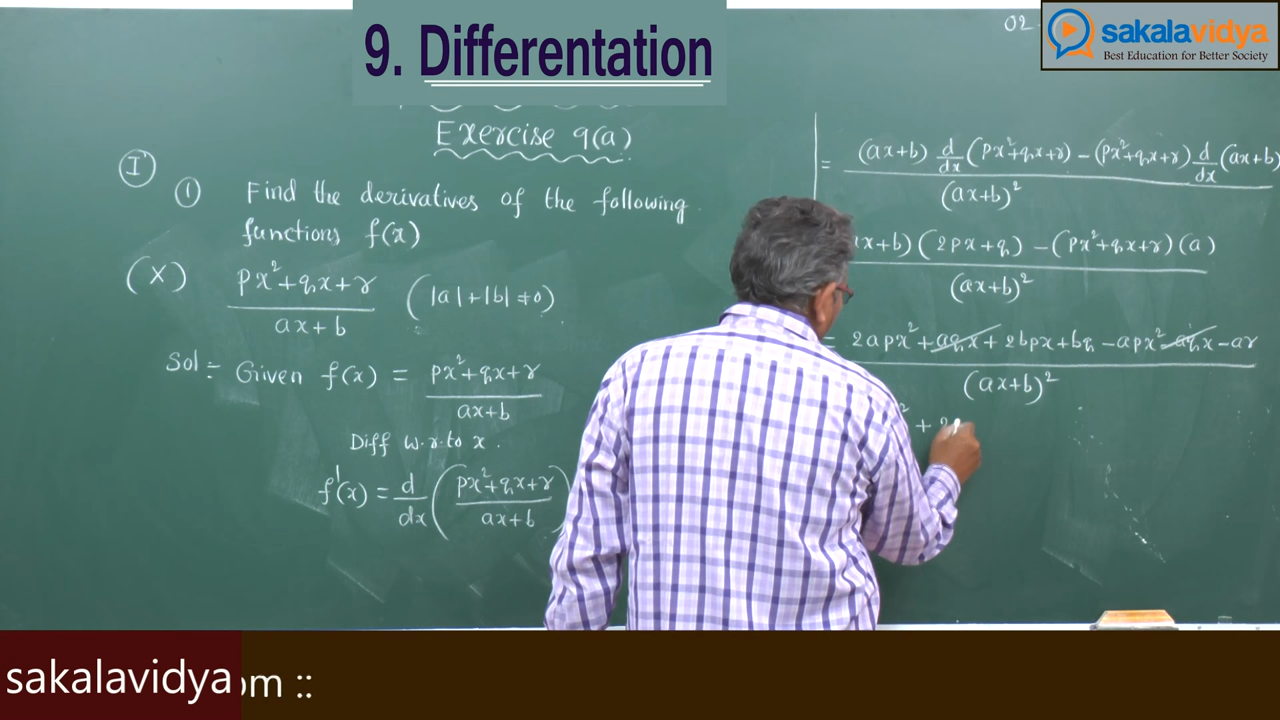 9. Differentation
02
sakalavidya
Best Education for Better Society
Exercise 9(a)
I
(1) Find the derivatives of the following
functions f(x)
(X) px²+qx+r / ax+b (|a|+|b| ≠ 0)
Sol:= Given f(x) = px²+qx+r / ax+b
Diff w.r.to x.
f'(x) = d/dx (px²+qx+r / ax+b)
= (ax+b) d/dx (px²+qx+r) - (px²+qx+r) d/dx (ax+b) / (ax+b)²
x+b) (2px+q) - (px²+qx+r) (a) / (ax+b)²
= 2apx²+aqx+2bpx+bq-apx²-aqx-ar / (ax+b)²
² + 2
sakalavidya om ::